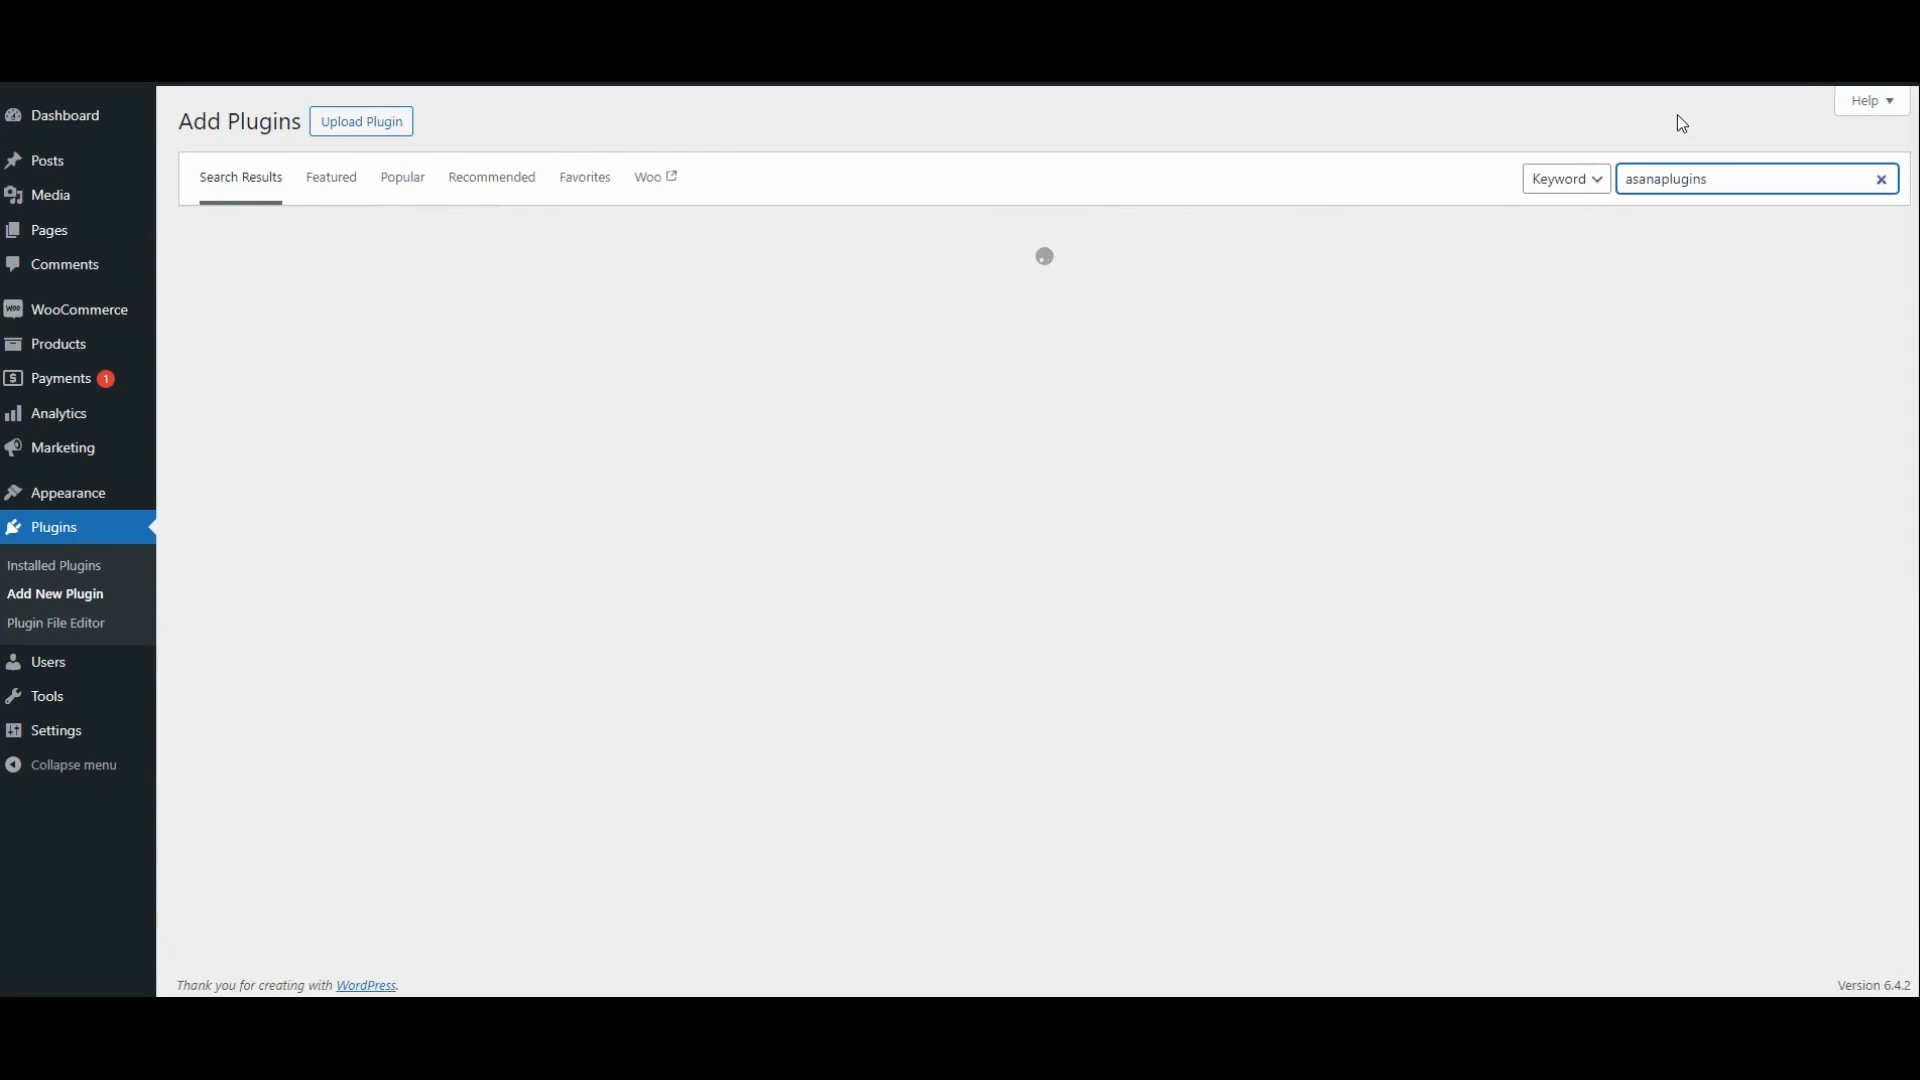 Help
Add Plugins Upload Plugin
Search Results Featured Popular Recommended Favorites Woo
Keyword asanaplugins
Dashboard
Posts
Media
Pages
Comments
woo WooCommerce
Products
$ Payments 1
Analytics
Marketing
Appearance
Plugins
Installed Plugins
Add New Plugin
Plugin File Editor
Users
Tools
Settings
Collapse menu
Thank you for creating with WordPress.
Version 6.4.2